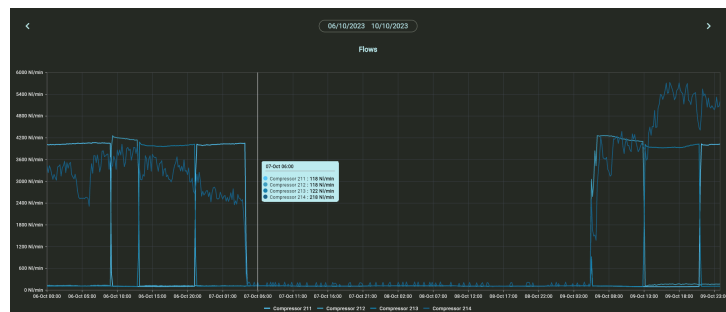 06/10/2023 10/10/2023
Flows
6000 Nl/min
5400 Nl/min
4800 Nl/min
4200 Nl/min
3600 Nl/min
3000 Nl/min
2400 Nl/min
1800 Nl/min
1200 Nl/min
600 Nl/min
0 Nl/min
07-Oct 06:00
Compressor 211 : 118 Nl/min
Compressor 212 : 118 Nl/min
Compressor 213 : 122 Nl/min
Compressor 214 : 218 Nl/min
06-Oct 00:00 06-Oct 05:00 06-Oct 10:00 06-Oct 15:00 06-Oct 20:00 07-Oct 01:00 07-Oct 06:00 07-Oct 11:00 07-Oct 16:00 07-Oct 21:00 08-Oct 02:00 08-Oct 07:00 08-Oct 12:00 08-Oct 17:00 08-Oct 22:00 09-Oct 03:00 09-Oct 08:00 09-Oct 13:00 09-Oct 18:00 09-Oct 23:00
Compressor 211 Compressor 212 Compressor 213 Compressor 214